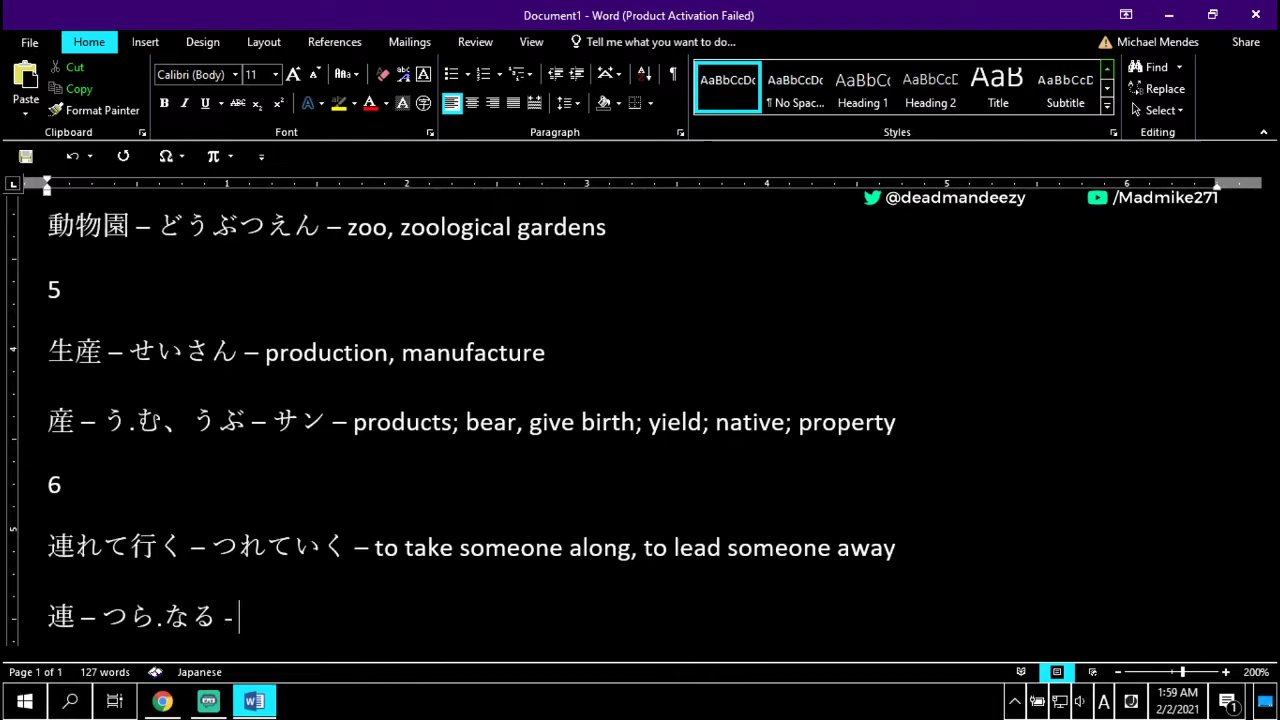 Document1 - Word (Product Activation Failed)
File Home Insert Design Layout References Mailings Review View Tell me what you want to do... Michael Mendes Share
Paste Cut Copy Format Painter
Calibri (Body) 11
AaBbCcDc AaBbCcDc AaBbCc AaBbCcD AaB AaBbCcD
¶ No Spac... Heading 1 Heading 2 Title Subtitle
Find Replace Select
Clipboard Font Paragraph Styles Editing
1 2 3 4 5 6
@deadmandeezy /Madmike271
動物園 – どうぶつえん – zoo, zoological gardens
5
生産 – せいさん – production, manufacture
産 – う.む、うぶ – サン – products; bear, give birth; yield; native; property
6
連れて行く – つれていく – to take someone along, to lead someone away
連 – つら.なる -
Page 1 of 1 127 words Japanese 200%
A 1:59 AM
2/2/2021